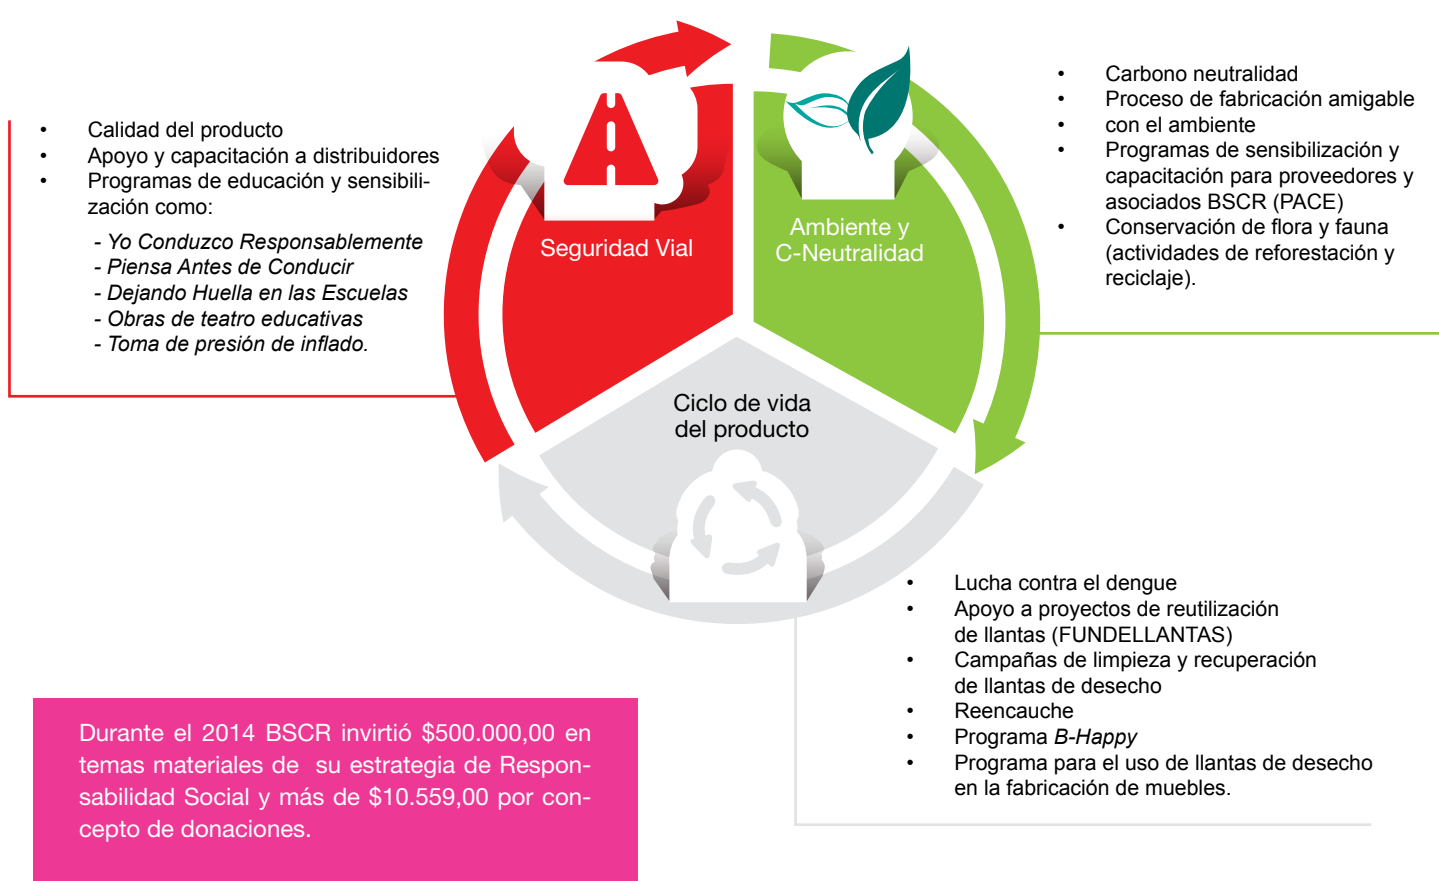 • Calidad del producto
• Apoyo y capacitación a distribuidores
• Programas de educación y sensibili-
zación como:
- Yo Conduzco Responsablemente
- Piensa Antes de Conducir
- Dejando Huella en las Escuelas
- Obras de teatro educativas
- Toma de presión de inflado.
Seguridad Vial
Ambiente y
C-Neutralidad
• Carbono neutralidad
• Proceso de fabricación amigable
• con el ambiente
• Programas de sensibilización y
capacitación para proveedores y
asociados BSCR (PACE)
• Conservación de flora y fauna
(actividades de reforestación y
reciclaje).
Ciclo de vida
del producto
• Lucha contra el dengue
• Apoyo a proyectos de reutilización
de llantas (FUNDELLANTAS)
• Campañas de limpieza y recuperación
de llantas de desecho
• Reencauche
• Programa B-Happy
• Programa para el uso de llantas de desecho
en la fabricación de muebles.
Durante el 2014 BSCR invirtió $500.000,00 en
temas materiales de su estrategia de Respon-
sabilidad Social y más de $10.559,00 por con-
cepto de donaciones.